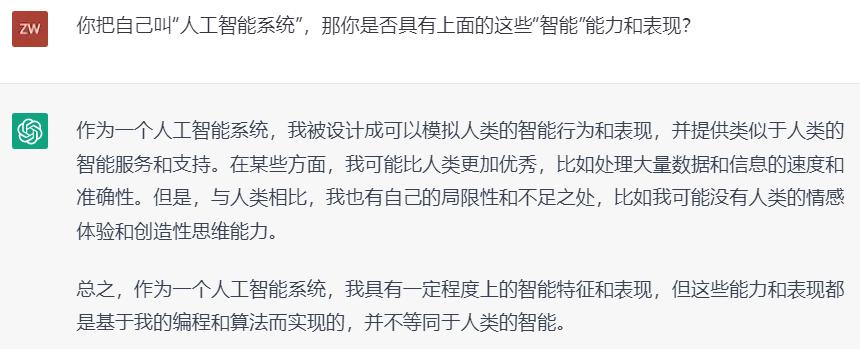 ZW
你把自己叫“人工智能系统”，那你是否具有上面的这些“智能”能力和表现？
作为一个人工智能系统，我被设计成可以模拟人类的智能行为和表现，并提供类似于人类的
智能服务和支持。在某些方面，我可能比人类更加优秀，比如处理大量数据和信息的速度和
准确性。但是，与人类相比，我也有自己的局限性和不足之处，比如我可能没有人类的情感
体验和创造性思维能力。
总之，作为一个人工智能系统，我具有一定程度上的智能特征和表现，但这些能力和表现都
是基于我的编程和算法而实现的，并不等同于人类的智能。